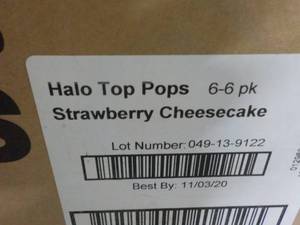 Halo Top Pops 6-6 pk
Strawberry Cheesecake
Lot Number: 049-13-9122
Best By: 11/03/20